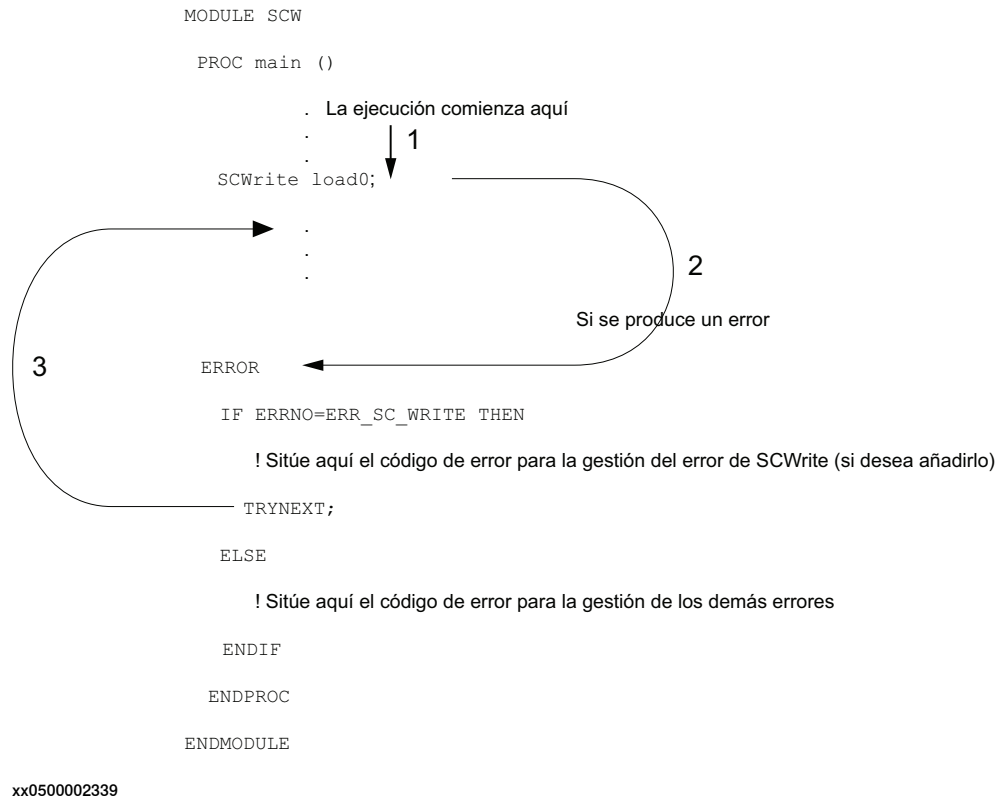 MODULE SCW
PROC main ()
. La ejecución comienza aquí
. 1
.
SCWrite load0;
.
.
.
2
Si se produce un error
3
ERROR
IF ERRNO=ERR_SC_WRITE THEN
! Sitúe aquí el código de error para la gestión del error de SCWrite (si desea añadirlo)
TRYNEXT;
ELSE
! Sitúe aquí el código de error para la gestión de los demás errores
ENDIF
ENDPROC
ENDMODULE
xx0500002339